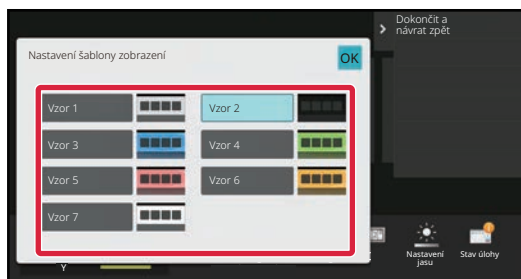 Dokončit a
návrat zpět
Nastavení šablony zobrazení
OK
Vzor 1
Vzor 2
Vzor 3
Vzor 4
Vzor 5
Vzor 6
Vzor 7
Nastavení
jasu
Stav úlohy
Y